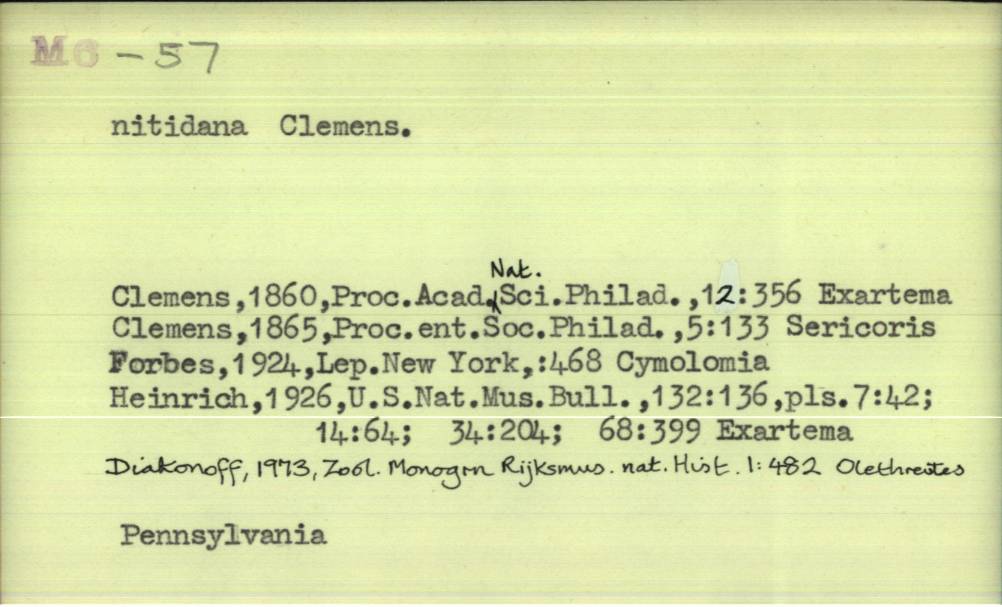 M6 - 57
nitidana Clemens.
Nat.
Clemens,1860,Proc.Acad.Sci.Philad.,12:356 Exartema
Clemens,1865,Proc.ent.Soc.Philad.,5:133 Sericoris
Forbes,1924,Lep.New York,:468 Cymolomia
Heinrich,1926,U.S.Nat.Mus.Bull.,132:136,pls.7:42;
14:64; 34:204; 68:399 Exartema
Diakonoff, 1973, Zool. Monogrn Rijksmus. nat. Hist. 1: 482 Olethreutes
Pennsylvania